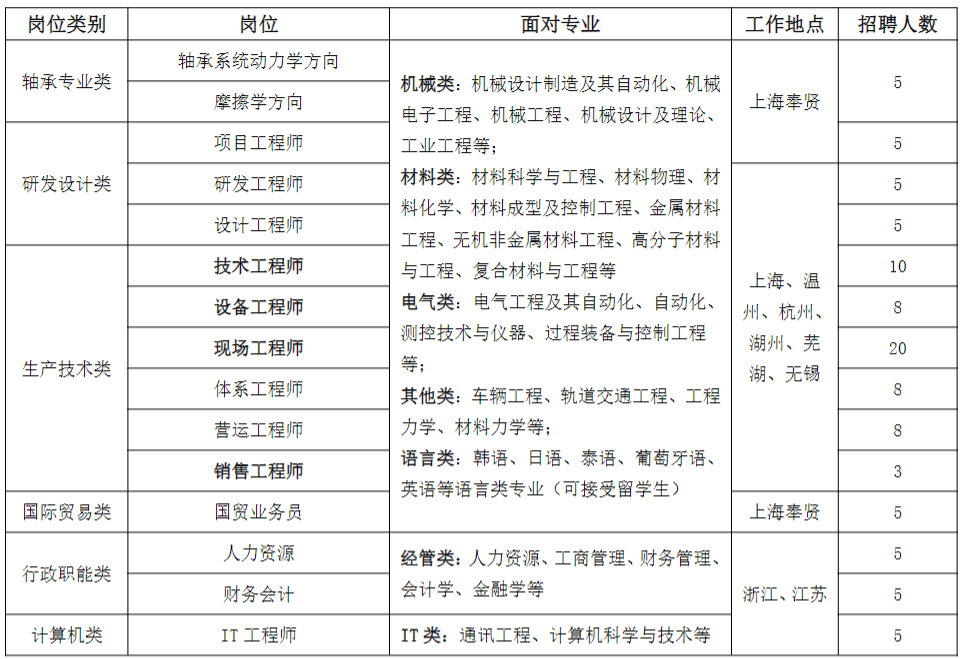 岗位类别 岗位 面对专业 工作地点 招聘人数
轴承专业类
轴承系统动力学方向
摩擦学方向
5
研发设计类
项目工程师
5
研发工程师
5
设计工程师
5
生产技术类
技术工程师
10
设备工程师
8
现场工程师
20
体系工程师
8
营运工程师
8
销售工程师
3
国际贸易类
国贸业务员
5
机械类：机械设计制造及其自动化、机械
电子工程、机械工程、机械设计及理论、
工业工程等；
材料类：材料科学与工程、材料物理、材
料化学、材料成型及控制工程、金属材料
工程、无机非金属材料工程、高分子材料
与工程、复合材料与工程等
电气类：电气工程及其自动化、自动化、
测控技术与仪器、过程装备与控制工程
等；
其他类：车辆工程、轨道交通工程、工程
力学、材料力学等；
语言类：韩语、日语、泰语、葡萄牙语、
英语等语言类专业（可接受留学生）
上海奉贤
上海、温
州、杭州、
湖州、芜
湖、无锡
上海奉贤
行政职能类
人力资源
5
财务会计
5
经管类：人力资源、工商管理、财务管理、
会计学、金融学等
浙江、江苏
计算机类
IT 工程师
IT 类：通讯工程、计算机科学与技术等
5